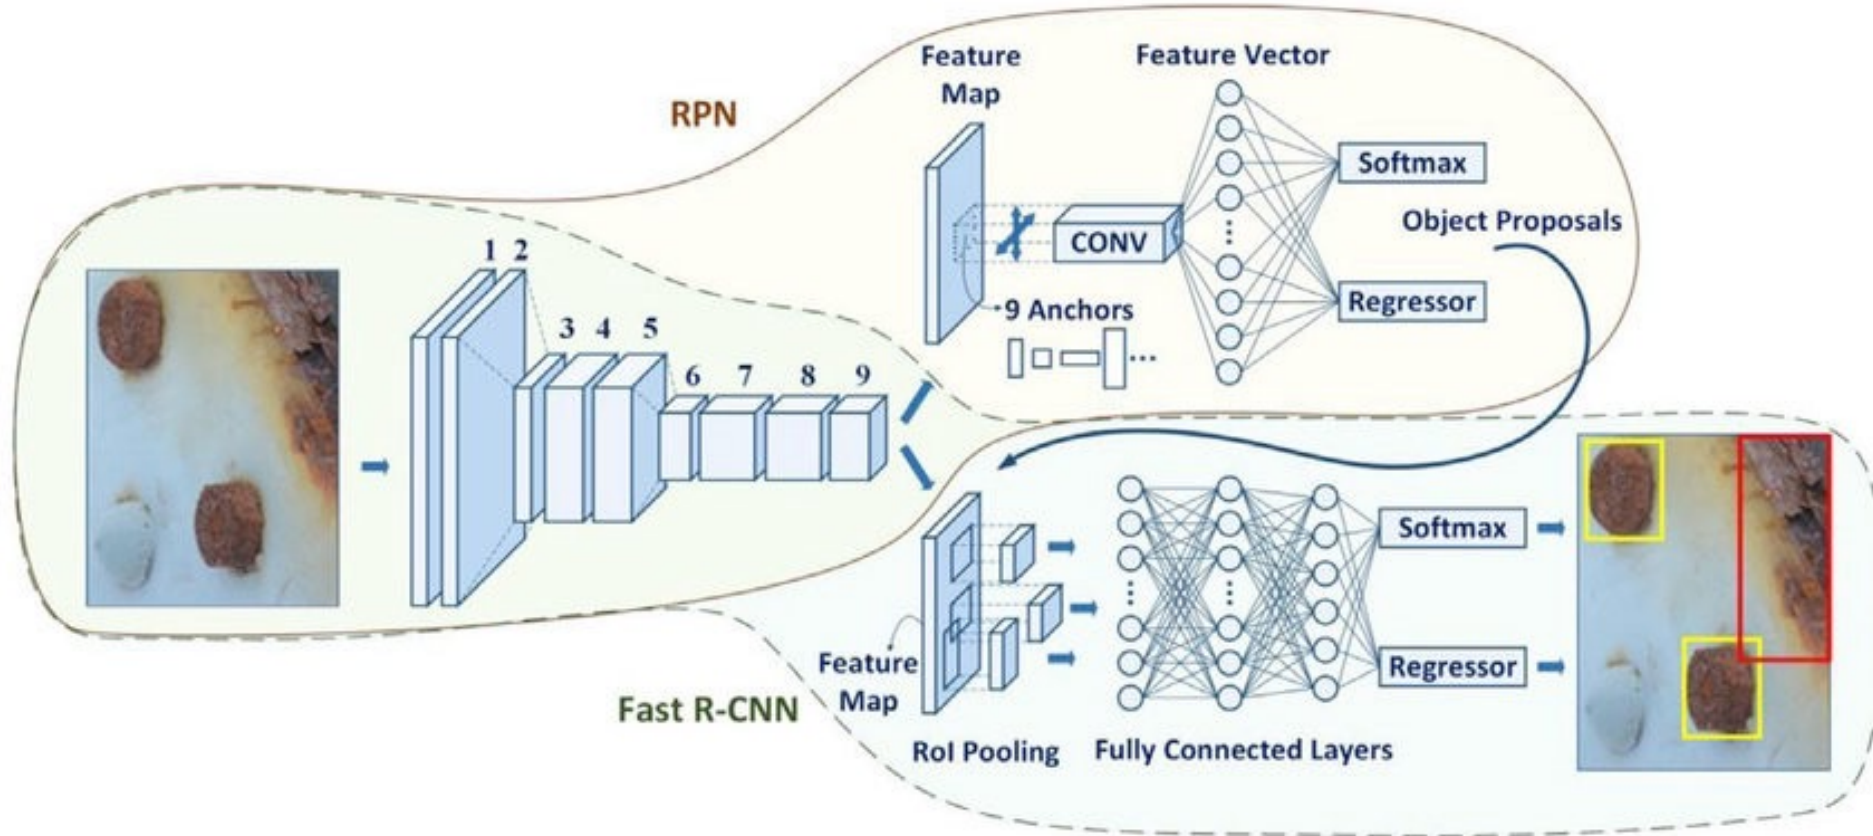 RPN
Feature
Map
Feature Vector
Softmax
Object Proposals
CONV
Regressor
9 Anchors
1 2
3 4 5
6 7 8 9
Softmax
Regressor
Feature
Map
Fast R-CNN
RoI Pooling
Fully Connected Layers